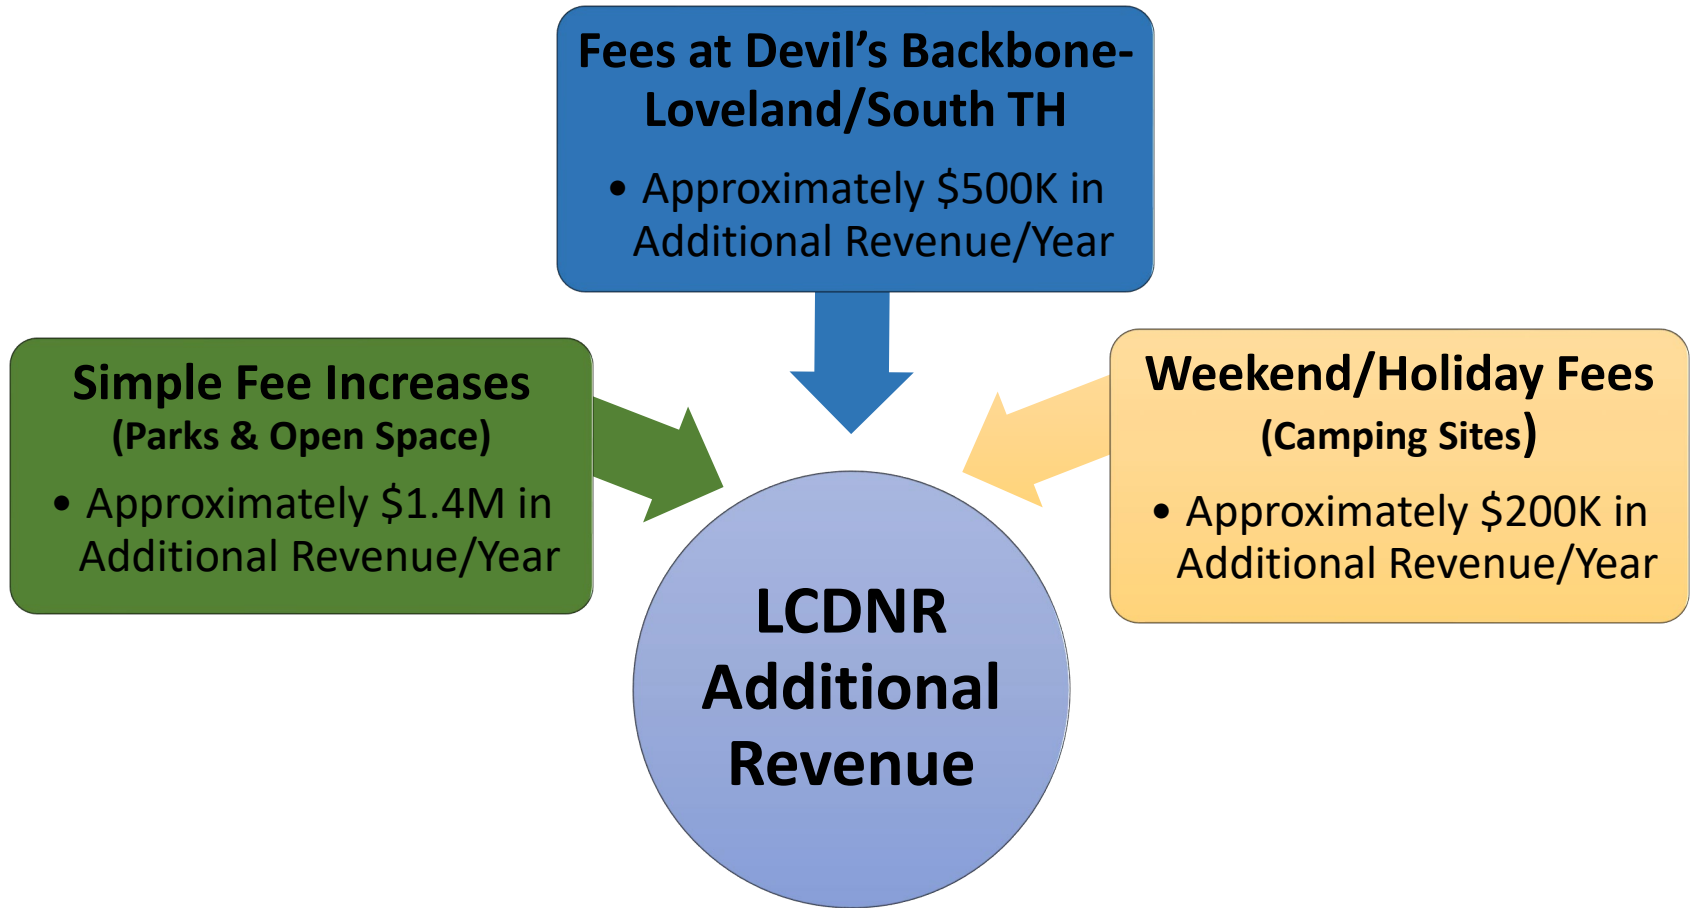 Fees at Devil’s Backbone-
Loveland/South TH
• Approximately $500K in
Additional Revenue/Year
Simple Fee Increases
(Parks & Open Space)
• Approximately $1.4M in
Additional Revenue/Year
Weekend/Holiday Fees
(Camping Sites)
• Approximately $200K in
Additional Revenue/Year
LCDNR
Additional
Revenue